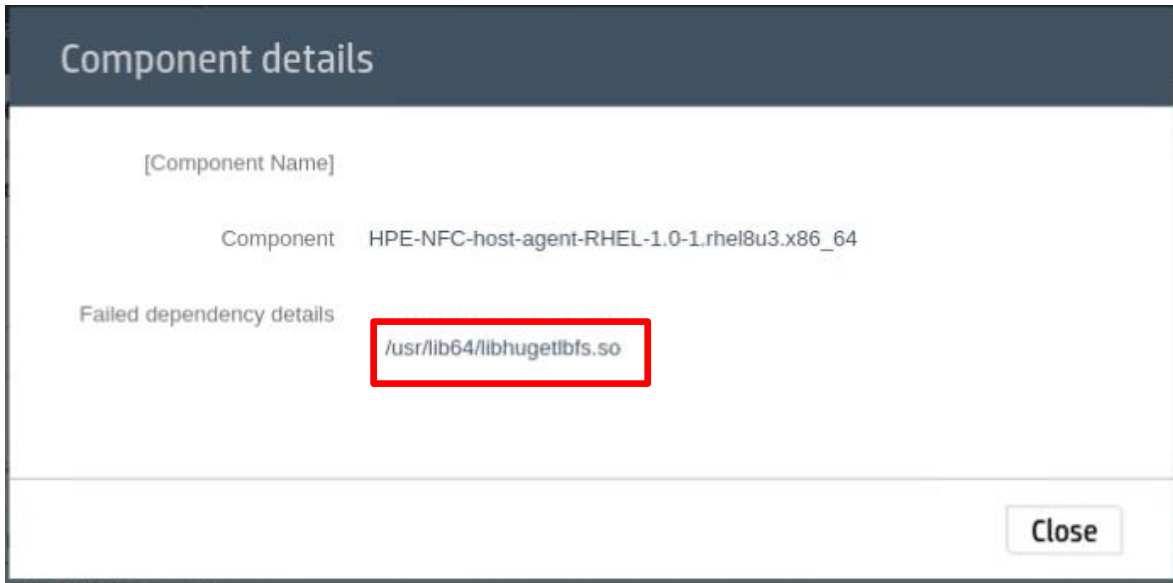 Component details
[Component Name]
Component HPE-NFC-host-agent-RHEL-1.0-1.rhel8u3.x86_64
Failed dependency details
/usr/lib64/libhugetlbfs.so
Close